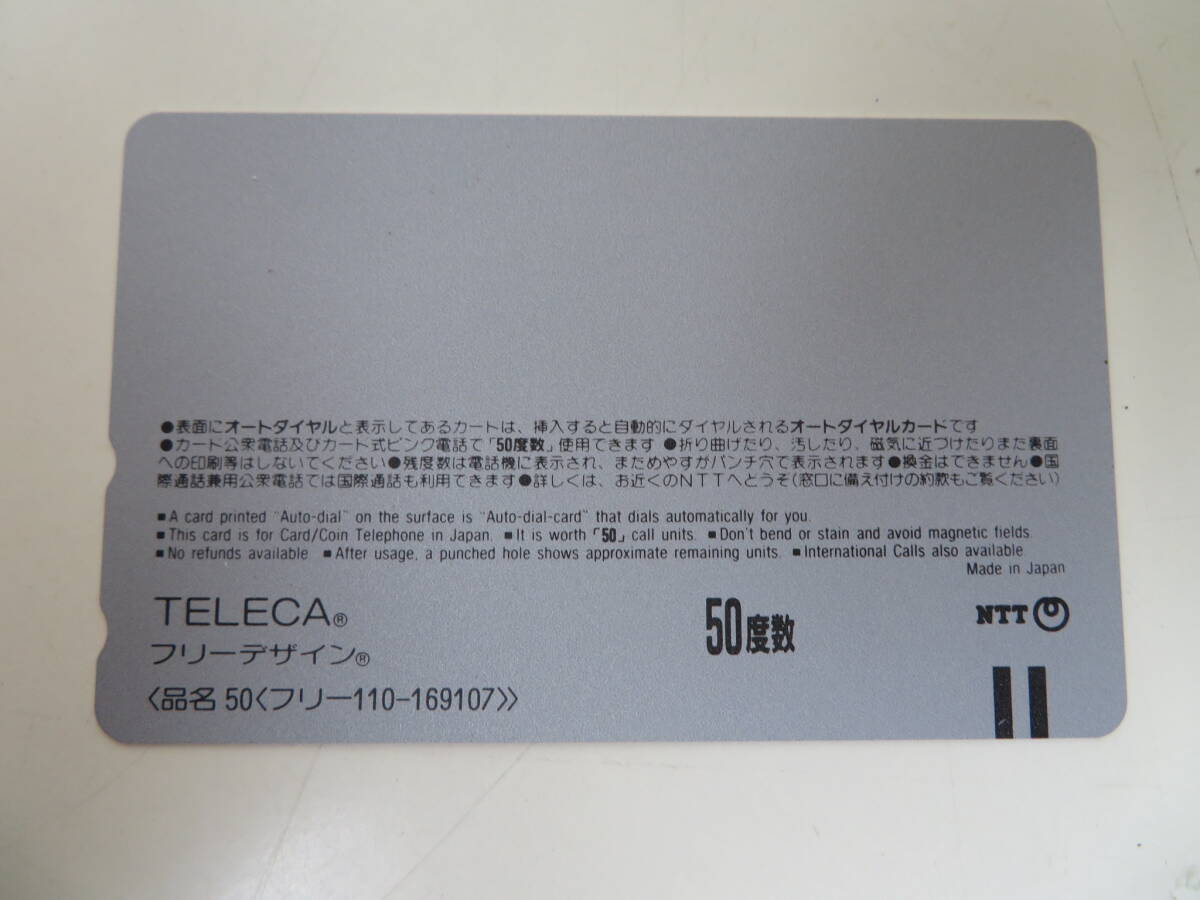 ●表面にオートダイヤルと表示してあるカードは、挿入すると自動的にダイヤルされるオートダイヤルカードです
●カード公衆電話及びカード式ピンク電話で「50度数」使用できます ●折り曲げたり、汚したり、磁気に近づけたりまた裏面
への印刷等はしないでください●残度数は電話機に表示され、まためやすがパンチ穴で表示されます●換金はできません●国
際通話兼用公衆電話では国際通話も利用できます●詳しくは、お近くのNTTへどうぞ(窓口に備え付けの約款もご覧ください)
■A card printed "Auto-dial" on the surface is "Auto-dial-card" that dials automatically for you.
■This card is for Card/Coin Telephone in Japan. ■It is worth「50」call units. ■Don't bend or stain and avoid magnetic fields.
■No refunds available. ■After usage, a punched hole shows approximate remaining units. ■International Calls also available.
Made in Japan
TELECA®
50度数
NTT
フリーデザイン®
〈品名 50〈フリー110-169107〉〉